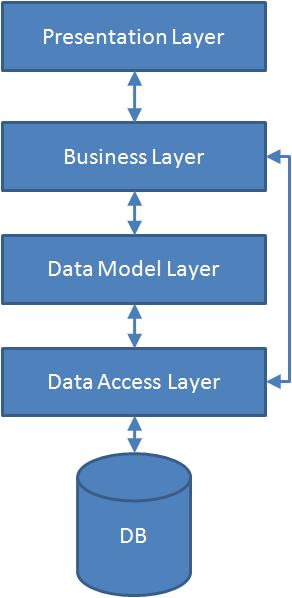 Presentation Layer
Business Layer
Data Model Layer
Data Access Layer
DB